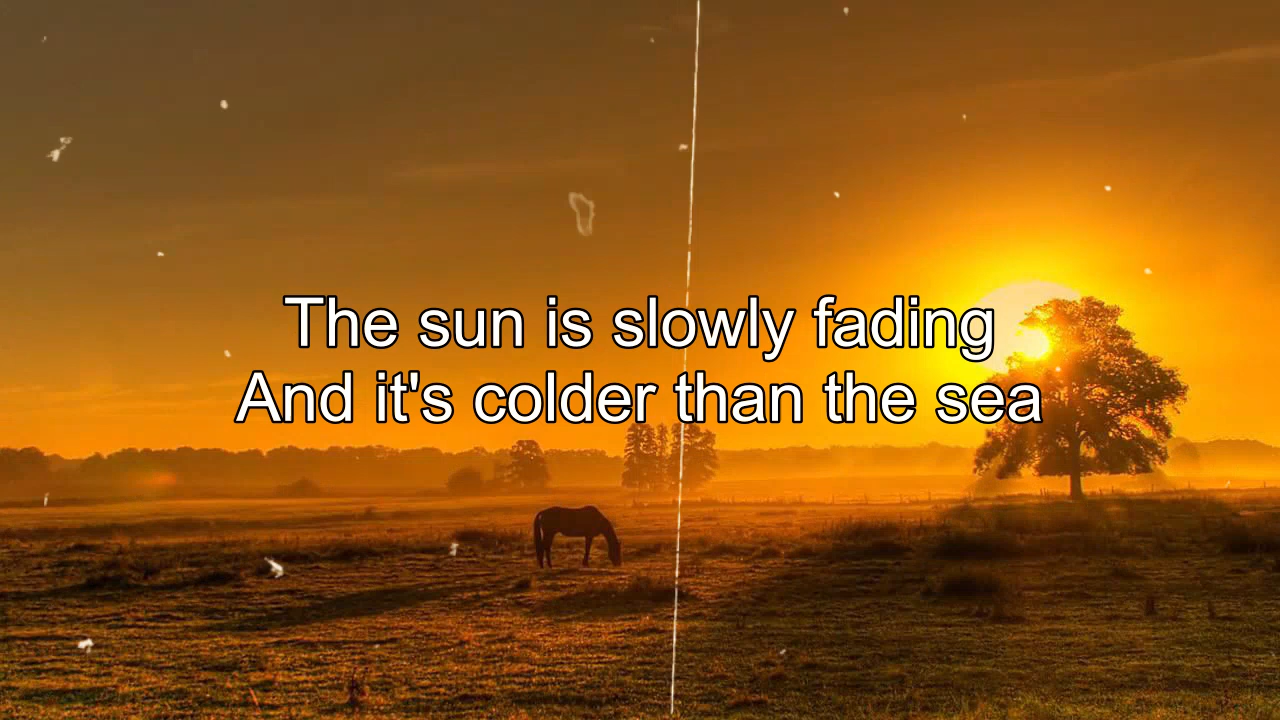 The sun is slowly fading
And it's colder than the sea